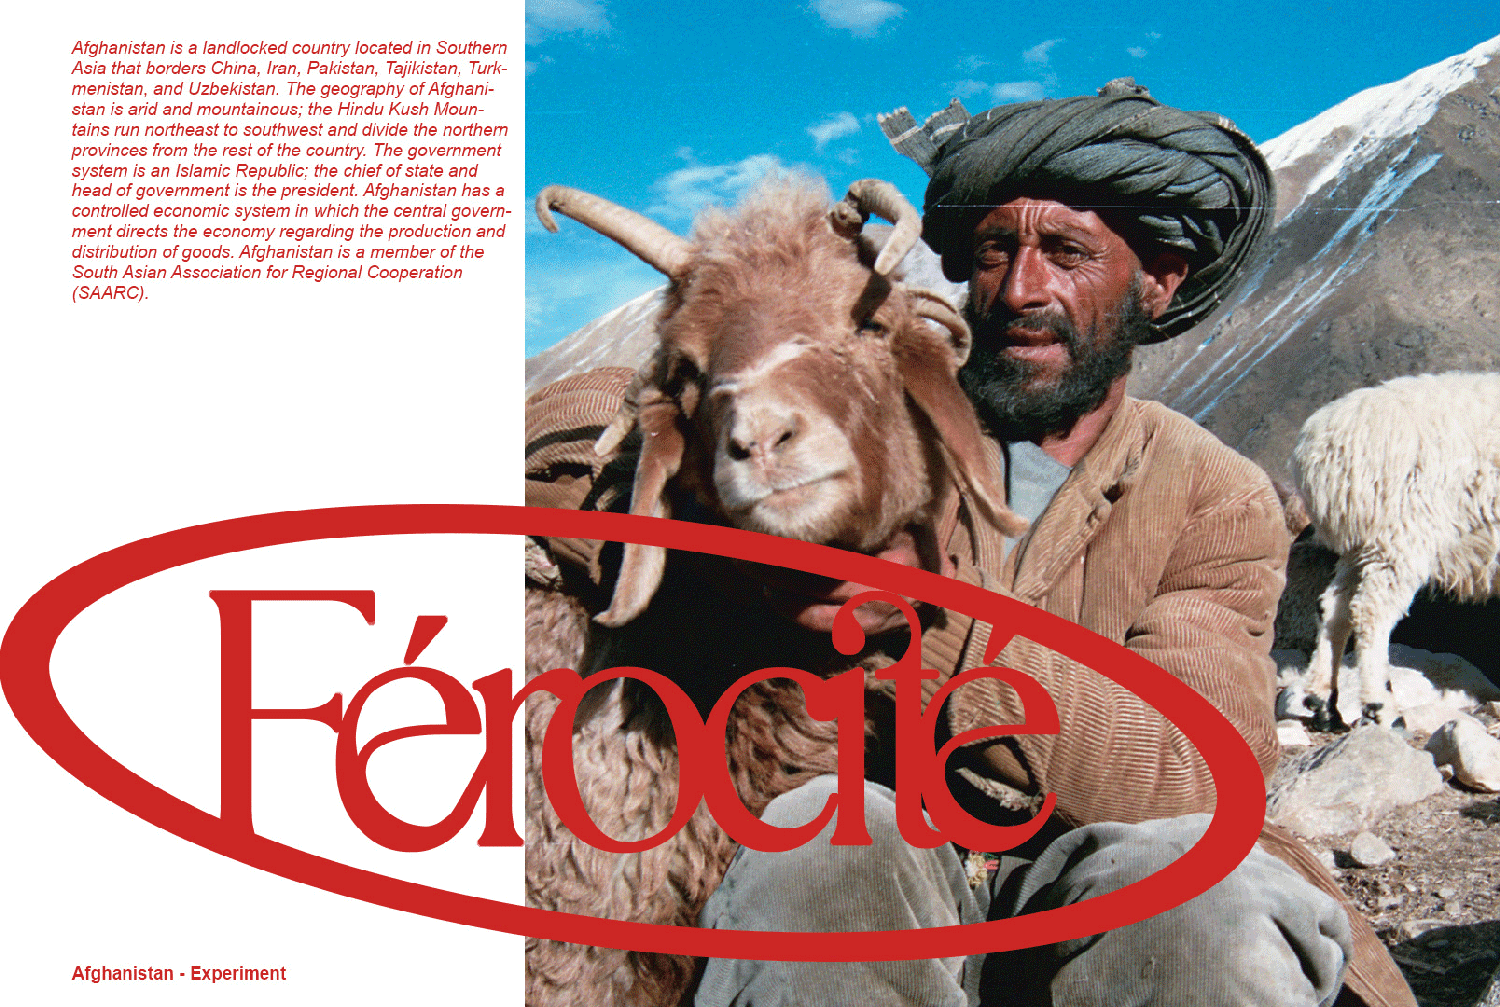 Afghanistan is a landlocked country located in Southern
Asia that borders China, Iran, Pakistan, Tajikistan, Turk-
menistan, and Uzbekistan. The geography of Afghani-
stan is arid and mountainous; the Hindu Kush Moun-
tains run northeast to southwest and divide the northern
provinces from the rest of the country. The government
system is an Islamic Republic; the chief of state and
head of government is the president. Afghanistan has a
controlled economic system in which the central govern-
ment directs the economy regarding the production and
distribution of goods. Afghanistan is a member of the
South Asian Association for Regional Cooperation
(SAARC).
Férocité
Afghanistan - Experiment